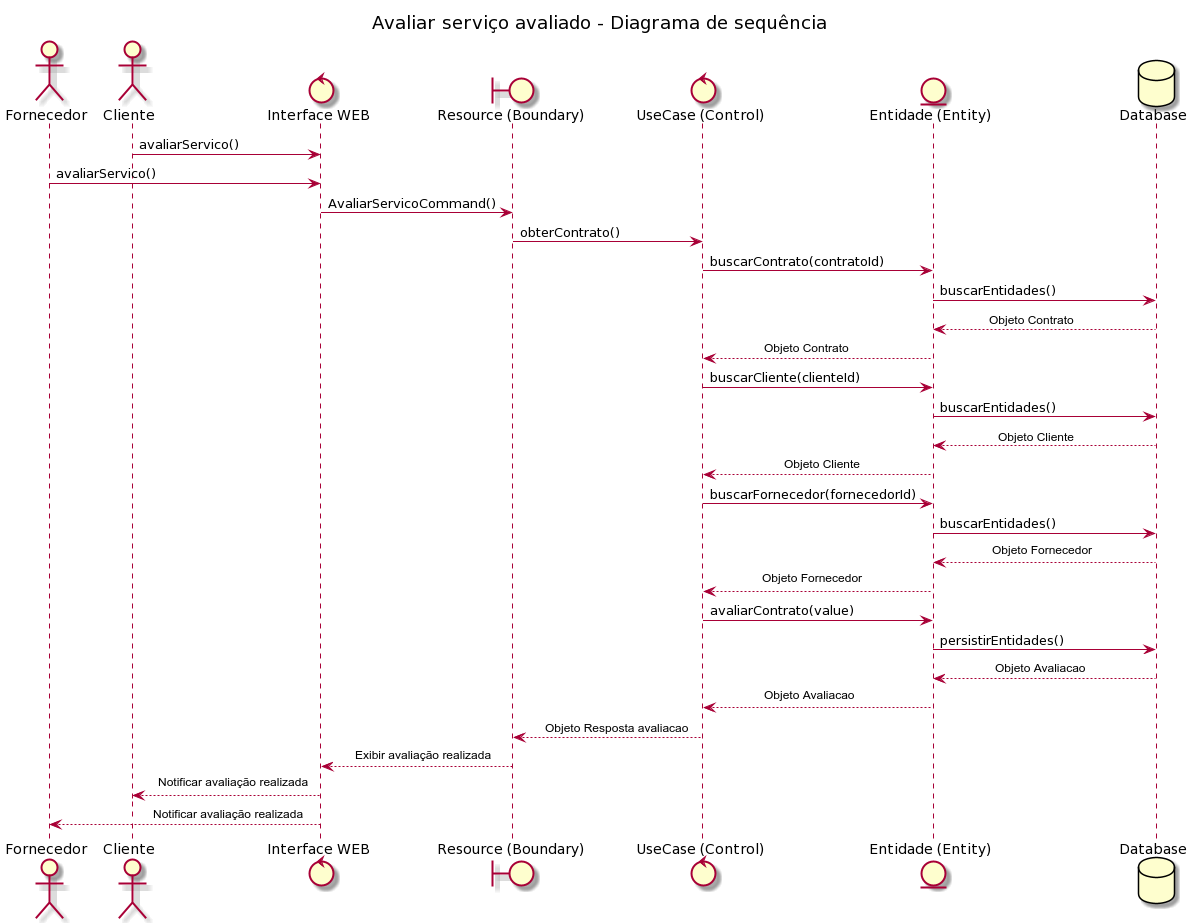 Avaliar serviço avaliado - Diagrama de sequência
Fornecedor
Cliente
Interface WEB
Resource (Boundary)
UseCase (Control)
Entidade (Entity)
Database
avaliarServico()
avaliarServico()
AvaliarServicoCommand()
obterContrato()
buscarContrato(contratoId)
buscarEntidades()
Objeto Contrato
Objeto Contrato
buscarCliente(clienteId)
buscarEntidades()
Objeto Cliente
Objeto Cliente
buscarFornecedor(fornecedorId)
buscarEntidades()
Objeto Fornecedor
Objeto Fornecedor
avaliarContrato(value)
persistirEntidades()
Objeto Avaliacao
Objeto Avaliacao
Objeto Resposta avaliacao
Exibir avaliação realizada
Notificar avaliação realizada
Notificar avaliação realizada
Fornecedor
Cliente
Interface WEB
Resource (Boundary)
UseCase (Control)
Entidade (Entity)
Database